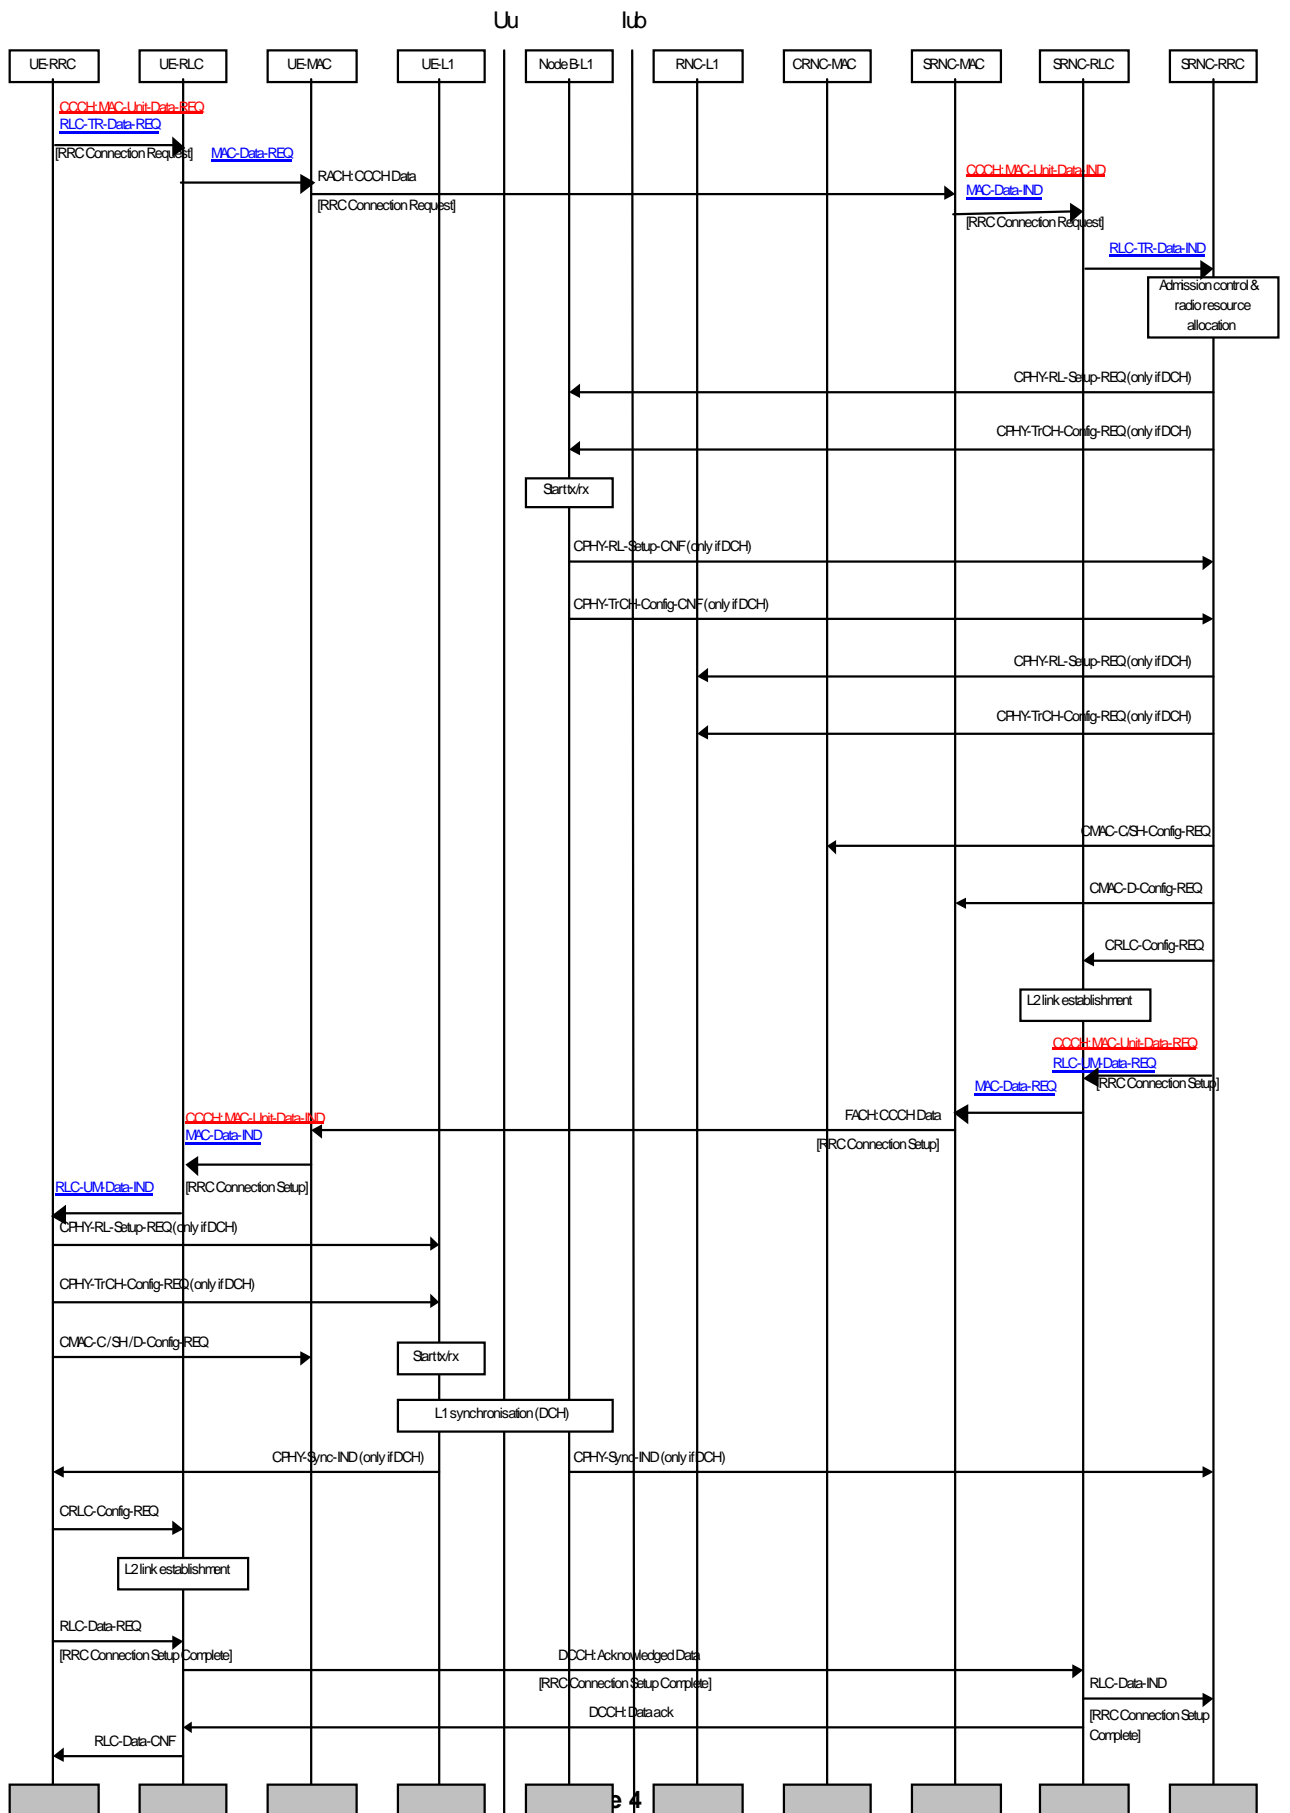 Uu Iub
UE-RRC UE-RLC UE-MAC UE-L1 Node B-L1 RNC-L1 CRNC-MAC SRNC-MAC SRNC-RLC SRNC-RRC
CCCH: MAC-Unit-Data-REQ
RLC-TR-Data-REQ
[RRC Connection Request]
MAC-Data-REQ
RACH: CCCH Data
[RRC Connection Request]
CCCH: MAC-Unit-Data-IND
MAC-Data-IND
[RRC Connection Request]
RLC-TR-Data-IND
Admission control &
radio resource
allocation
CPHY-RL-Setup-REQ (only if DCH)
CPHY-TrCH-Config-REQ (only if DCH)
Start tx/rx
CPHY-RL-Setup-CNF (only if DCH)
CPHY-TrCH-Config-CNF (only if DCH)
CPHY-RL-Setup-REQ (only if DCH)
CPHY-TrCH-Config-REQ (only if DCH)
CMAC-C/SH-Config-REQ
CMAC-D-Config-REQ
CRLC-Config-REQ
L2 link establishment
CCCH: MAC-Unit-Data-REQ
RLC-UM-Data-REQ
[RRC Connection Setup]
MAC-Data-REQ
FACH: CCCH Data
[RRC Connection Setup]
CCCH: MAC-Unit-Data-IND
MAC-Data-IND
[RRC Connection Setup]
RLC-UM-Data-IND
CPHY-RL-Setup-REQ (only if DCH)
CPHY-TrCH-Config-REQ (only if DCH)
CMAC-C / SH / D-Config-REQ
Start tx/rx
L1 synchronisation (DCH)
CPHY-Sync-IND (only if DCH)
CPHY-Sync-IND (only if DCH)
CRLC-Config-REQ
L2 link establishment
RLC-Data-REQ
[RRC Connection Setup Complete]
DCCH: Acknowledged Data
[RRC Connection Setup Complete]
RLC-Data-IND
[RRC Connection Setup
Complete]
DCCH: Data ack
RLC-Data-CNF
e 4